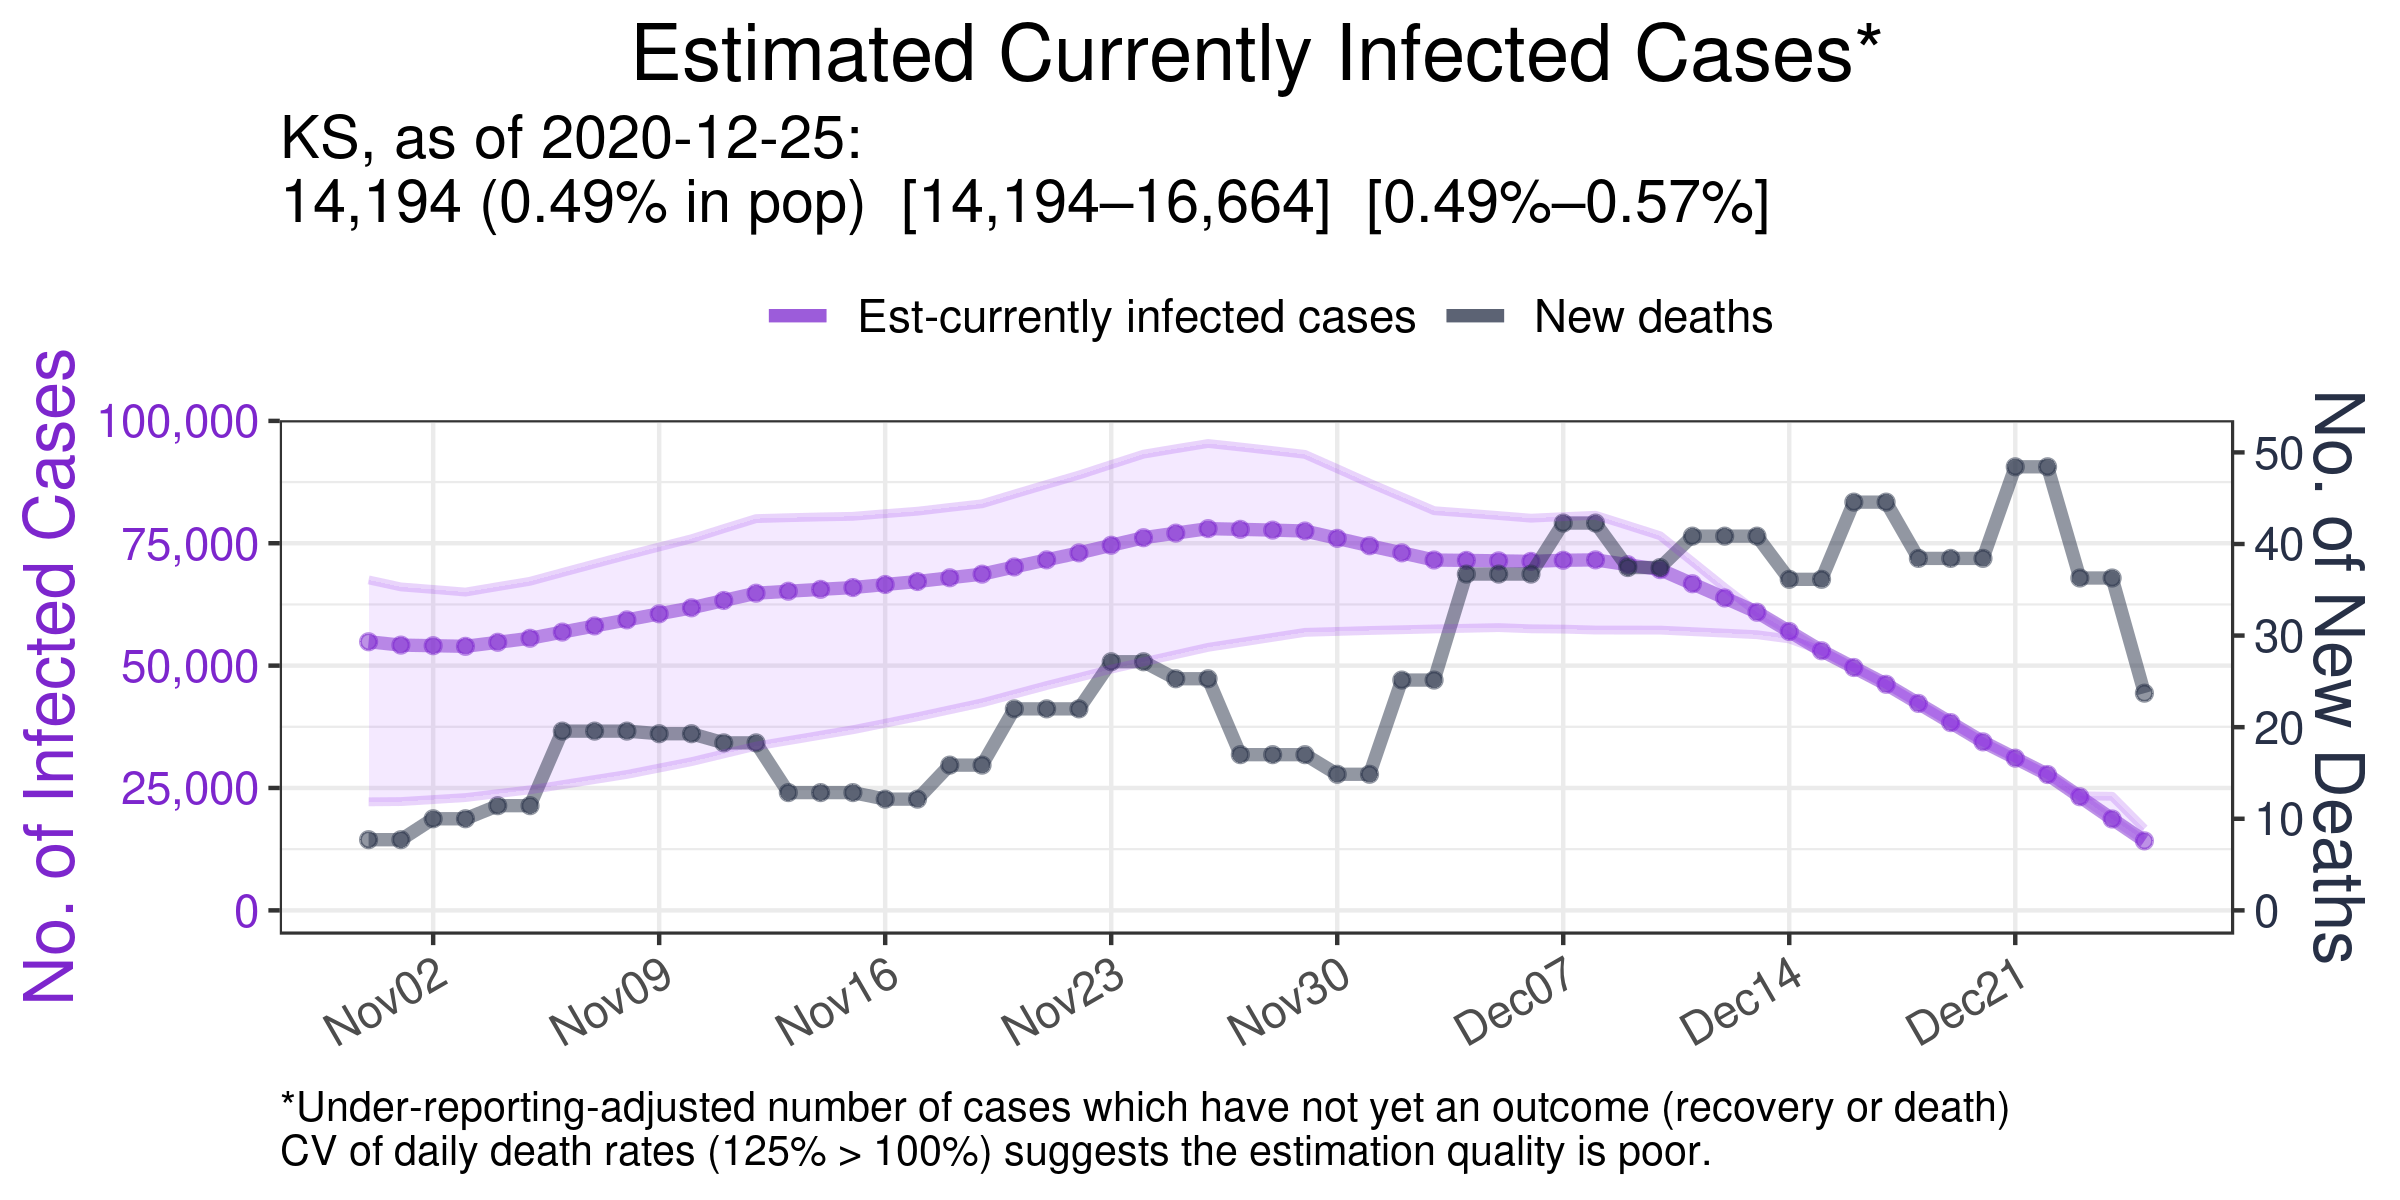 Estimated Currently Infected Cases*
KS, as of 2020-12-25:
14,194 (0.49% in pop)  [14,194–16,664]  [0.49%–0.57%]
Est-currently infected cases
New deaths
No. of Infected Cases
100,000
75,000
50,000
25,000
0
No. of New Deaths
50
40
30
20
10
0
Nov02
Nov09
Nov16
Nov23
Nov30
Dec07
Dec14
Dec21
*Under-reporting-adjusted number of cases which have not yet an outcome (recovery or death)
CV of daily death rates (125% > 100%) suggests the estimation quality is poor.